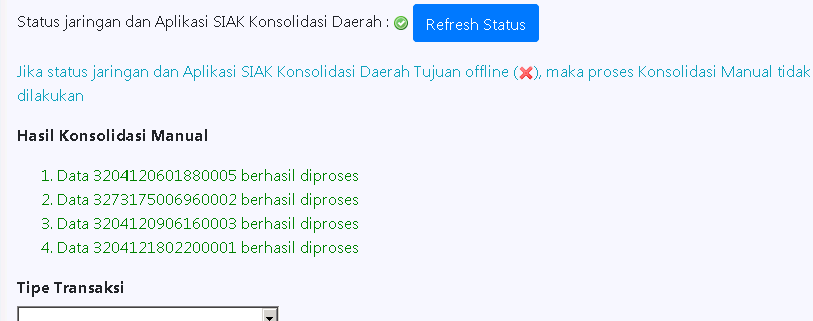 Status jaringan dan Aplikasi SIAK Konsolidasi Daerah : Refresh Status
Jika status jaringan dan Aplikasi SIAK Konsolidasi Daerah Tujuan offline (❌), maka proses Konsolidasi Manual tidak
dilakukan
Hasil Konsolidasi Manual
1. Data 3204120601880005 berhasil diproses
2. Data 3273175006960002 berhasil diproses
3. Data 3204120906160003 berhasil diproses
4. Data 3204121802200001 berhasil diproses
Tipe Transaksi